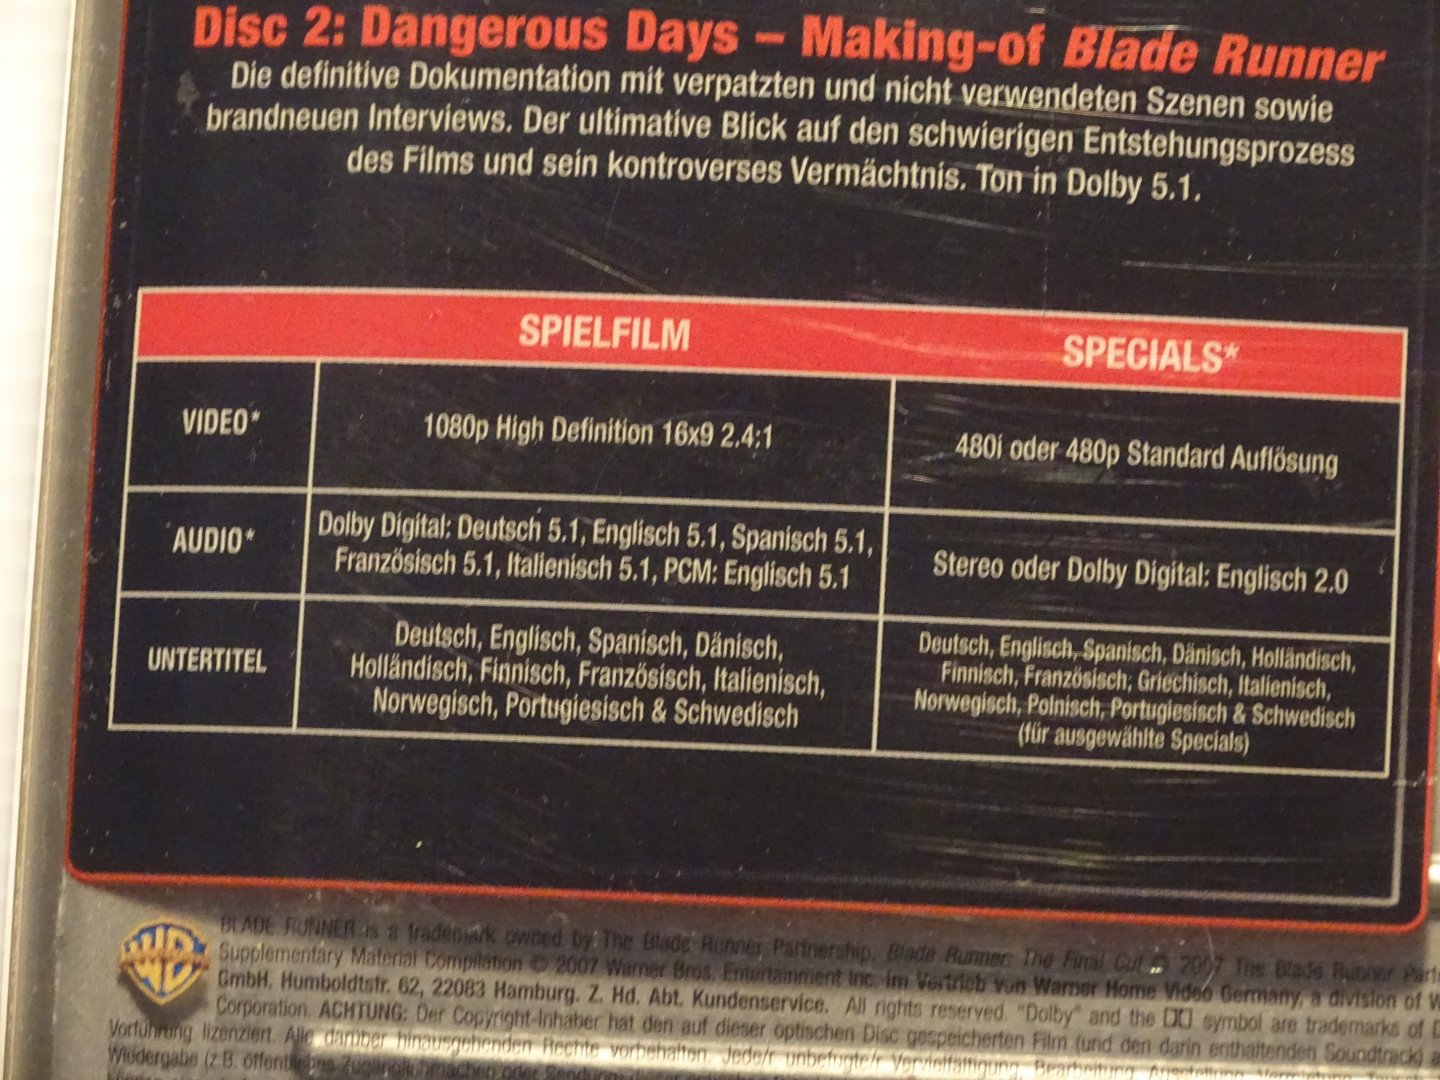 Disc 2: Dangerous Days – Making-of Blade Runner
Die definitive Dokumentation mit verpatzten und nicht verwendeten Szenen sowie
brandneuen Interviews. Der ultimative Blick auf den schwierigen Entstehungsprozess
des Films und sein kontroverses Vermächtnis. Ton in Dolby 5.1.
SPIELFILM
SPECIALS*
VIDEO*
1080p High Definition 16x9 2.4:1
480i oder 480p Standard Auflösung
AUDIO*
Dolby Digital: Deutsch 5.1, Englisch 5.1, Spanisch 5.1,
Französisch 5.1, Italienisch 5.1, PCM: Englisch 5.1
Stereo oder Dolby Digital: Englisch 2.0
UNTERTITEL
Deutsch, Englisch, Spanisch, Dänisch,
Holländisch, Finnisch, Französisch, Italienisch,
Norwegisch, Portugiesisch & Schwedisch
Deutsch, Englisch, Spanisch, Dänisch, Holländisch,
Finnisch, Französisch, Griechisch, Italienisch,
Norwegisch, Polnisch, Portugiesisch & Schwedisch
(für ausgewählte Specials)
WB
BLADE RUNNER is a trademark owned by The Blade Runner Partnership. Blade Runner: The Final Cut © 2007 The Blade Runner
Supplementary Material Compilation © 2007 Warner Bros. Entertainment Inc. Im Vertrieb von Warner Home Video Germany, a division of
GmbH, Humboldtstr. 62, 22083 Hamburg. Z. Hd. Abt. Kundenservice. All rights reserved. "Dolby" and the symbol are trademarks of
Corporation. ACHTUNG: Der Copyright-Inhaber hat den auf dieser optischen Disc gespeicherten Film (und den darin enthaltenden Soundtrack)
Vorführung lizenziert. Alle darüber hinausgehenden Rechte vorbehalten. Jede/r unbefugte/r Vervielfältigung, Bearbeitung,
Wiedergabe (z.B. öffentliches Zugänglichmachen oder